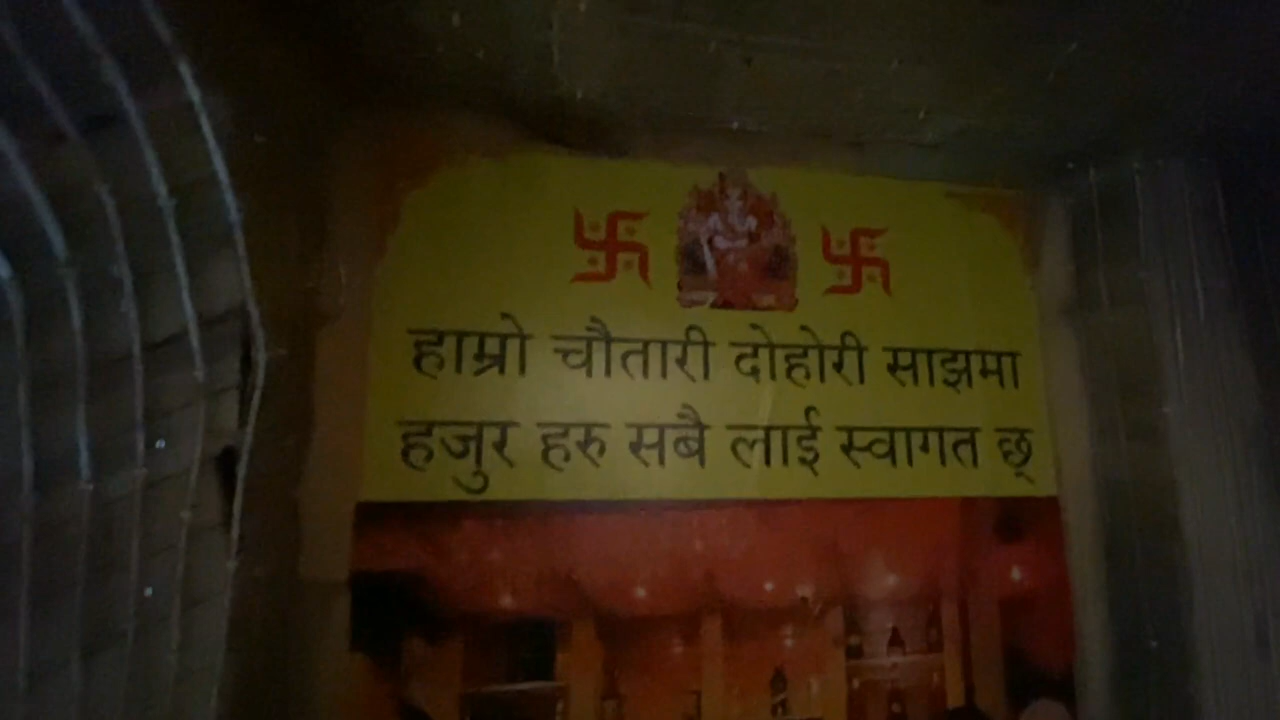 हाम्रो चौतारी दोहोरी साझमा
हजुर हरु सबै लाई स्वागत छ्